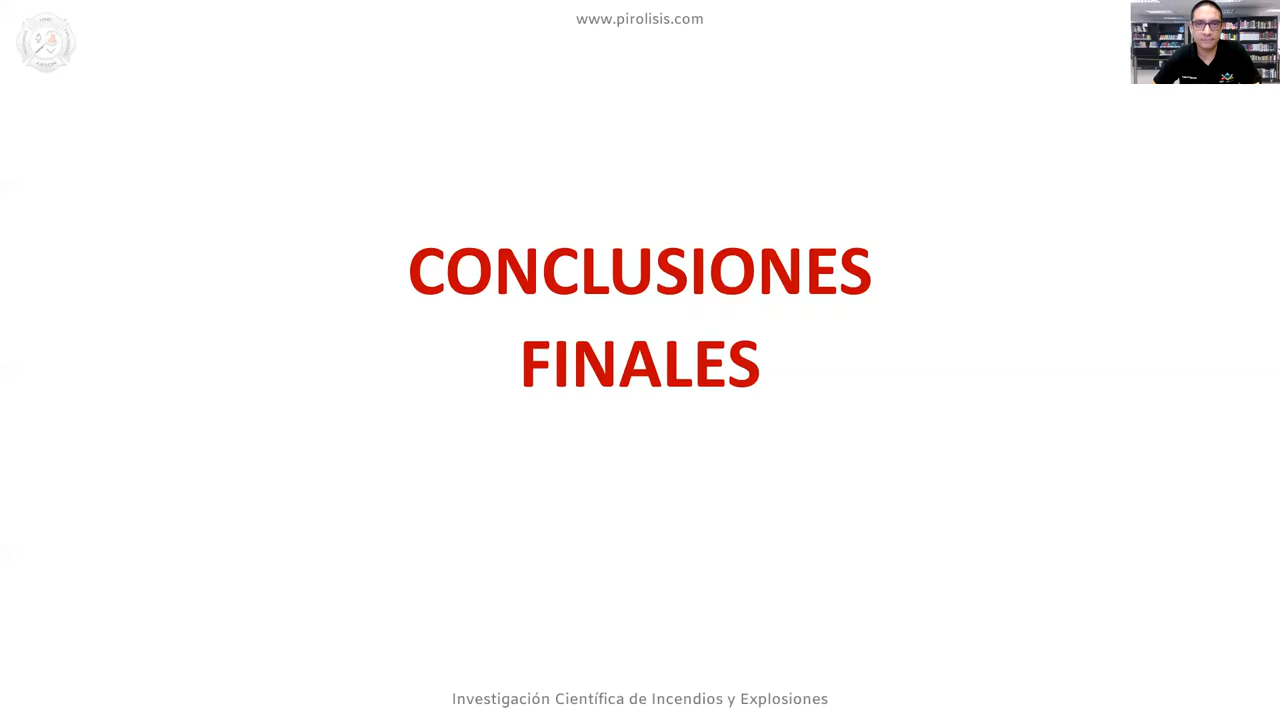 www.pirolisis.com
CONCLUSIONES
FINALES
Investigación Científica de Incendios y Explosiones